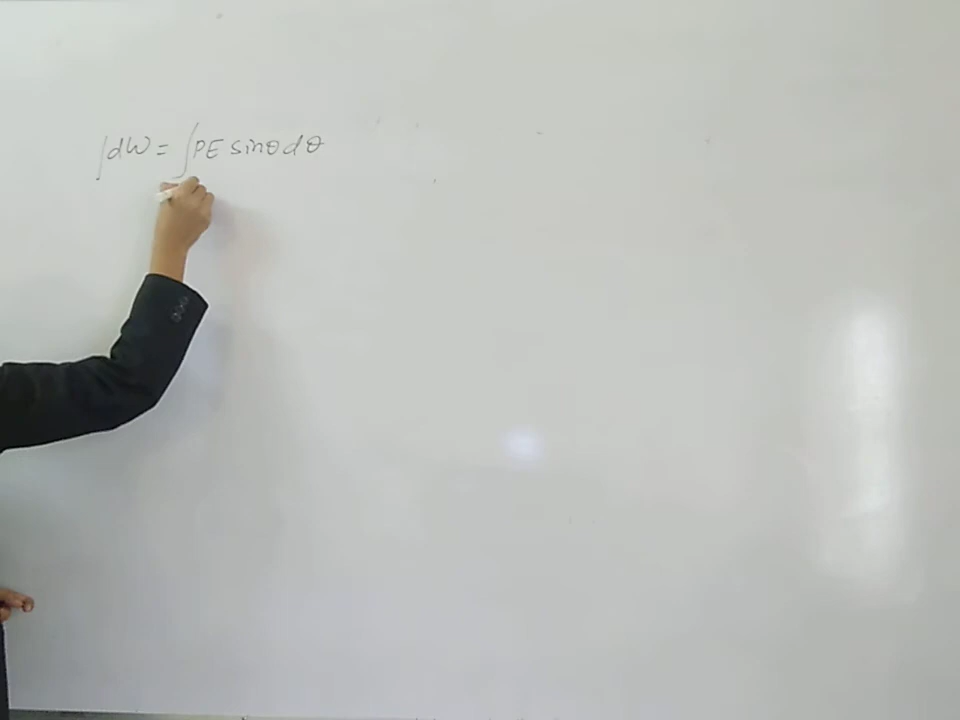 ∫dW = ∫PE sinθ dθ